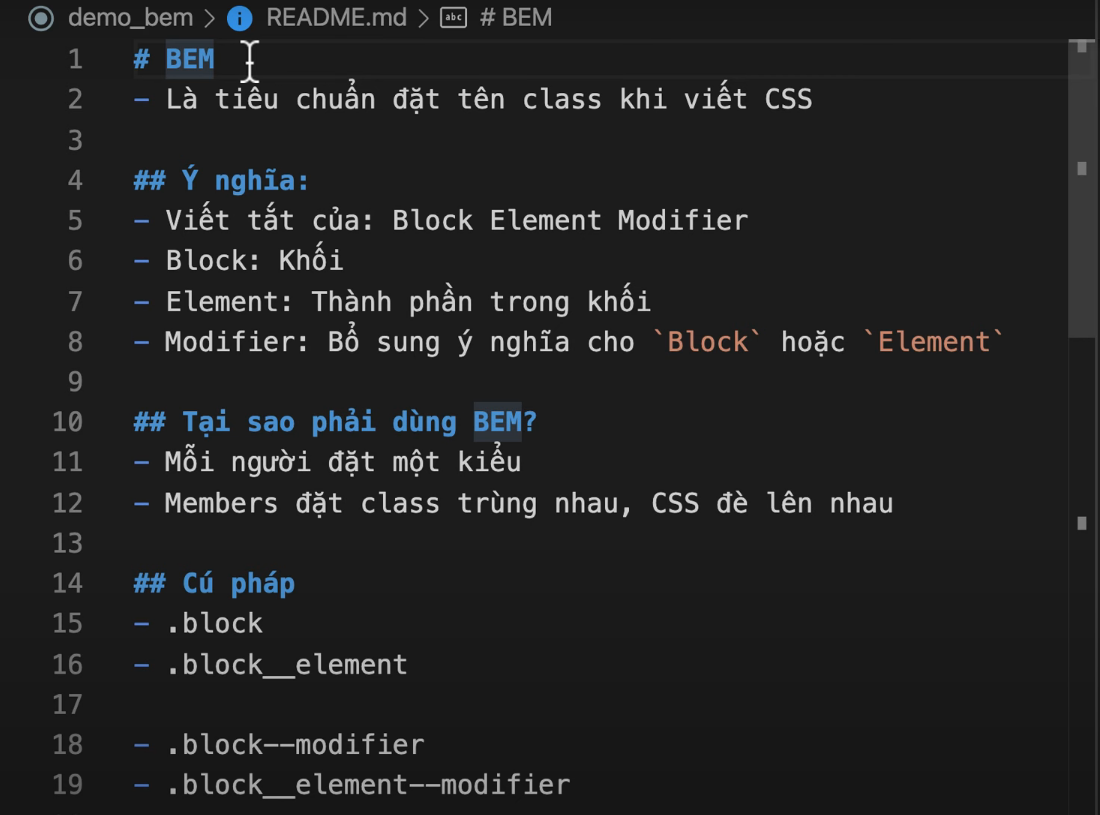 demo_bem > README.md > # BEM
1 # BEM
2 - Là tiêu chuẩn đặt tên class khi viết CSS
3
4 ## Ý nghĩa:
5 - Viết tắt của: Block Element Modifier
6 - Block: Khối
7 - Element: Thành phần trong khối
8 - Modifier: Bổ sung ý nghĩa cho `Block` hoặc `Element`
9
10 ## Tại sao phải dùng BEM?
11 - Mỗi người đặt một kiểu
12 - Members đặt class trùng nhau, CSS đè lên nhau
13
14 ## Cú pháp
15 - .block
16 - .block__element
17
18 - .block--modifier
19 - .block__element--modifier